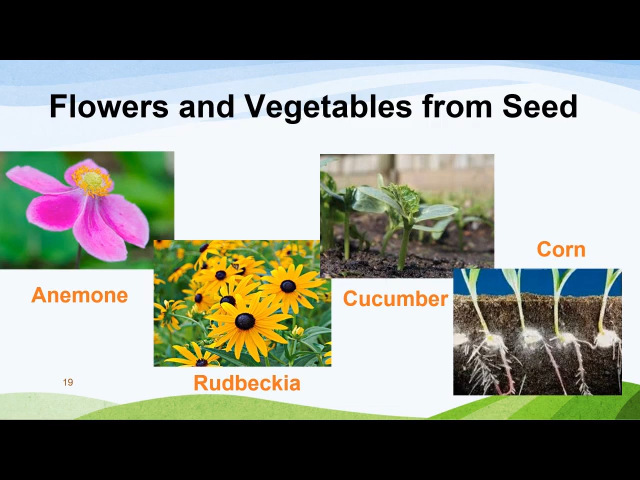 Flowers and Vegetables from Seed
Corn
Anemone
Cucumber
Rudbeckia
19